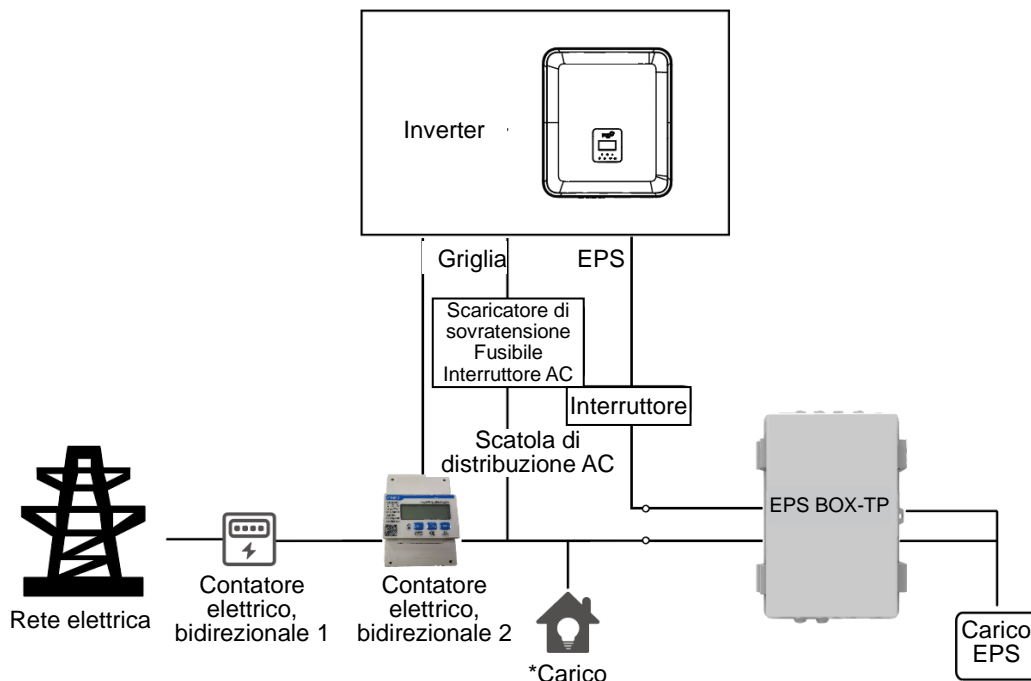 Inverter
Griglia
EPS
Scaricatore di
sovratensione
Fusibile
Interruttore AC
Interruttore
Scatola di
distribuzione AC
EPS BOX-TP
Rete elettrica
Contatore
elettrico,
bidirezionale 1
Contatore
elettrico,
bidirezionale 2
*Carico
Carico
EPS